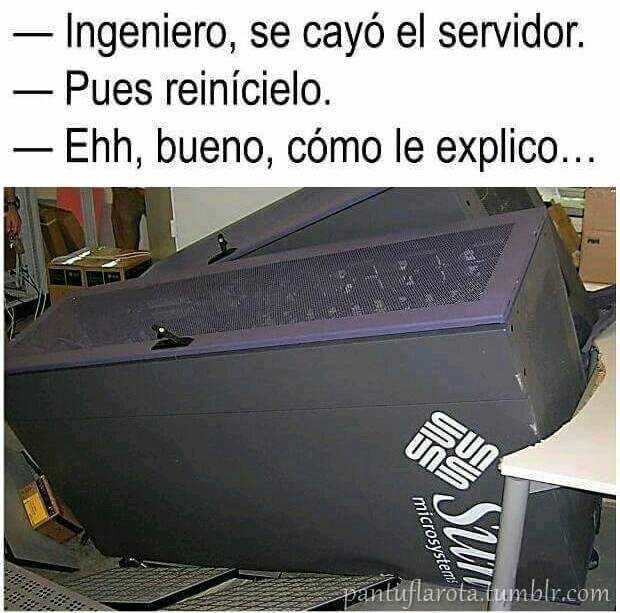 — Ingeniero, se cayó el servidor.
— Pues reinícielo.
— Ehh, bueno, cómo le explico...
Sun
microsystems
pantuflarota.tumblr.com